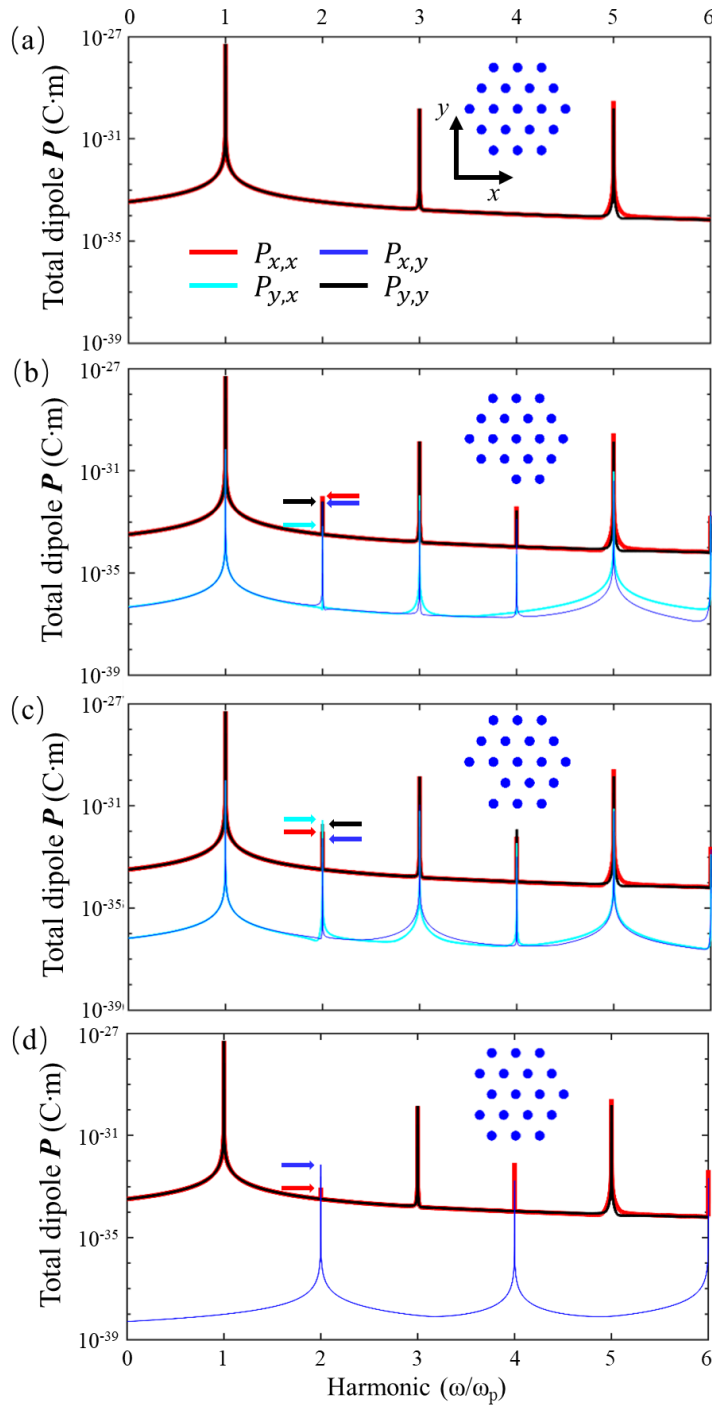 0 1 2 3 4 5 6
(a)
10-27
10-31
10-35
10-39
Total dipole P (C·m)
y
x
Px,x
Px,y
Py,x
Py,y
(b)
10-27
10-31
10-35
10-39
Total dipole P (C·m)
(c)
10-27
10-31
10-35
10-39
Total dipole P (C·m)
(d)
10-27
10-31
10-35
10-39
Total dipole P (C·m)
0 1 2 3 4 5 6
Harmonic (ω/ωp)